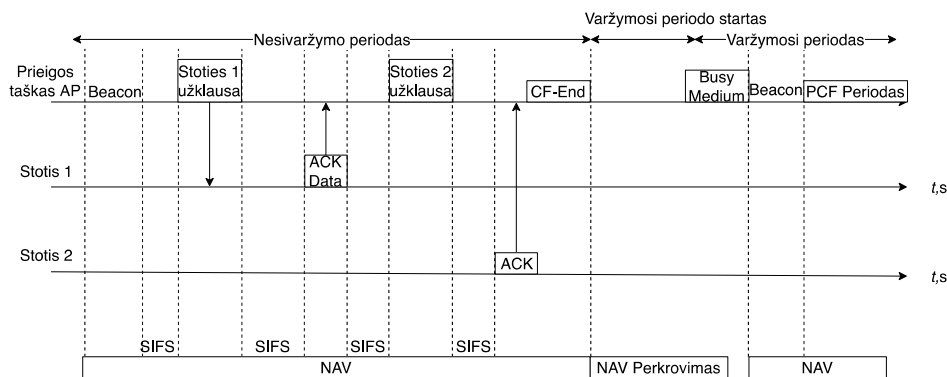 Varžymosi periodo startas
Nesivaržymo periodas
Varžymosi periodas
Prieigos
taškas AP
Beacon
Stoties 1
užklausa
Stoties 2
užklausa
CF-End
Busy
Medium
Beacon
PCF Periodas
Stotis 1
ACK
Data
t,s
Stotis 2
ACK
t,s
SIFS
SIFS
SIFS
SIFS
NAV
NAV Perkrovimas
NAV